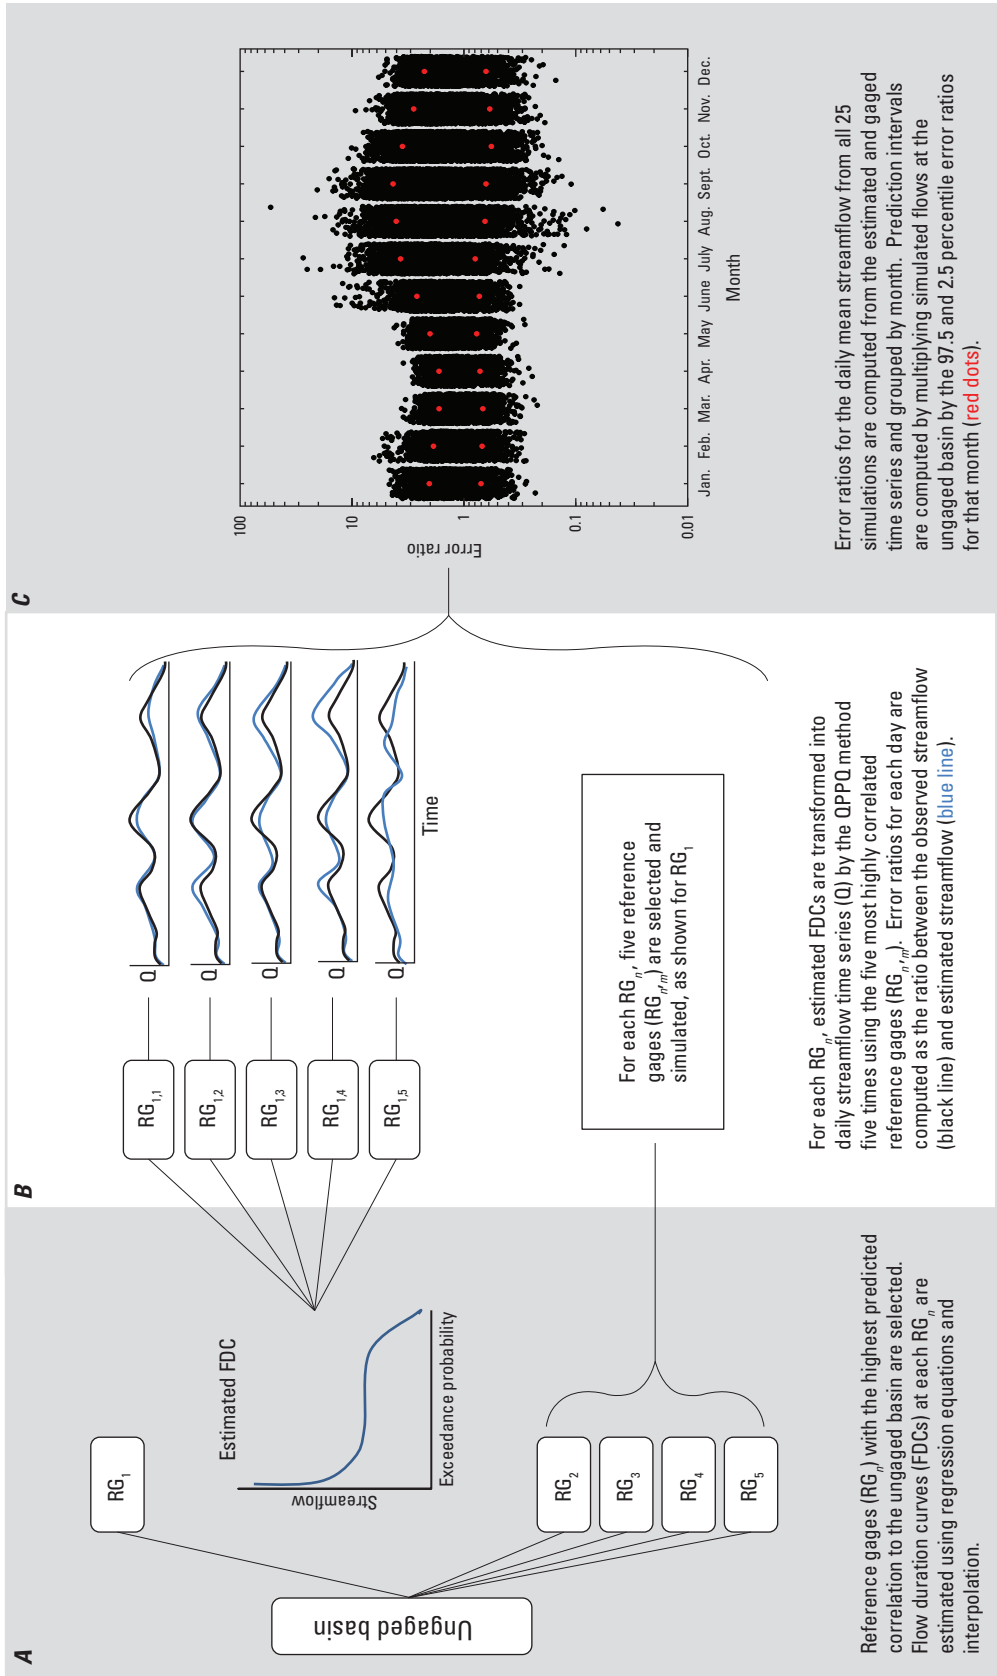 A
Ungaged basin
RG1
Estimated FDC
Streamflow
Exceedance probability
RG2
RG3
RG4
RG5
Reference gages (RGn) with the highest predicted
correlation to the ungaged basin are selected.
Flow duration curves (FDCs) at each RGn are
estimated using regression equations and
interpolation.
B
RG1,1
RG1,2
RG1,3
RG1,4
RG1,5
Q
Q
Q
Q
Q
Time
For each RGn, five reference
gages (RGn,m) are selected and
simulated, as shown for RG1
For each RGn, estimated FDCs are transformed into
daily streamflow time series (Q) by the QPPQ method
five times using the five most highly correlated
reference gages (RGn,m). Error ratios for each day are
computed as the ratio between the observed streamflow
(black line) and estimated streamflow (blue line).
C
100
10
1
0.1
0.01
Error ratio
Jan. Feb. Mar. Apr. May June July Aug. Sept. Oct. Nov. Dec.
Month
Error ratios for the daily mean streamflow from all 25
simulations are computed from the estimated and gaged
time series and grouped by month. Prediction intervals
are computed by multiplying simulated flows at the
ungaged basin by the 97.5 and 2.5 percentile error ratios
for that month (red dots).